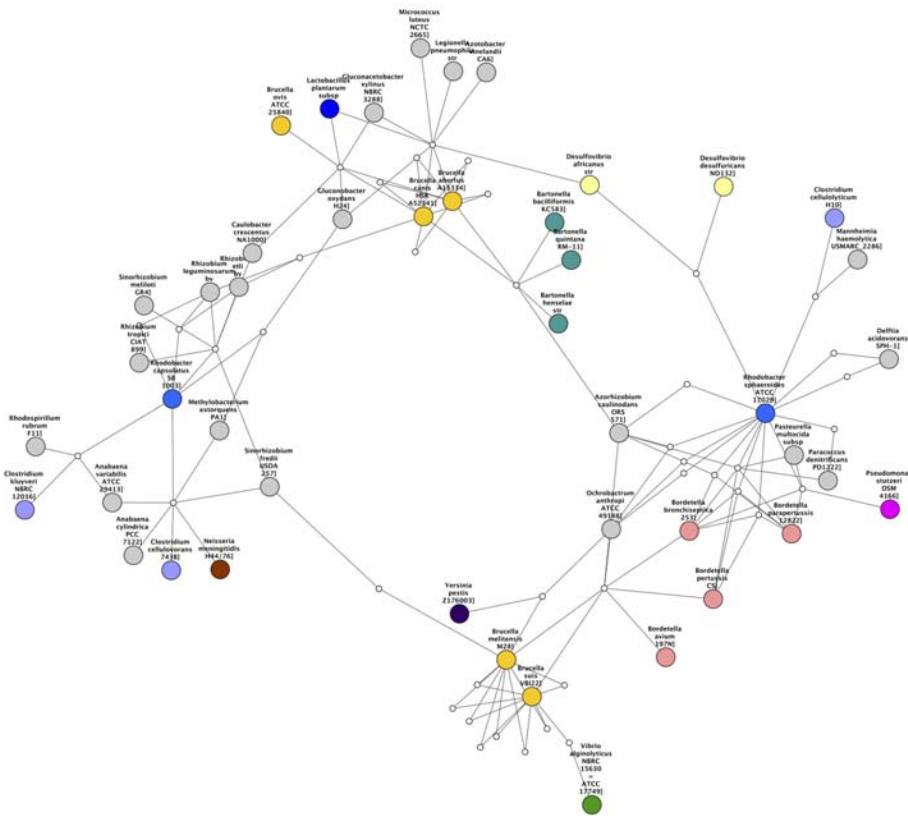 Micrococcus
luteus
NCTC
2665]
Legionella
pneumophila
str
Azotobacter
vinelandii
CA6]
Gluconacetobacter
xylinus
NBRC
3288]
Lactobacillus
plantarum
subsp
Brucella
ovis
ATCC
25840]
Brucella
abortus
A13334]
Brucella
canis
HSK
A52141]
Gluconobacter
oxydans
H24]
Desulfovibrio
africanus
str
Desulfovibrio
desulfuricans
ND132]
Clostridium
cellulolyticum
H10]
Mannheimia
haemolytica
USMARC_2286]
Bartonella
bacilliformis
KC583]
Bartonella
quintana
RM-11]
Bartonella
henselae
str
Caulobacter
crescentus
NA1000]
Rhizobium
etli
bv
Rhizobium
leguminosarum
bv
Sinorhizobium
meliloti
GR4]
Rhizobium
tropici
CIAT
899]
Rhodobacter
capsulatus
SB
1003]
Delftia
acidovorans
SPH-1]
Rhodobacter
sphaeroides
ATCC
17029]
Azorhizobium
caulinodans
ORS
571]
Methylobacterium
extorquens
PA1]
Rhodospirillum
rubrum
F11]
Pasteurella
multocida
subsp
Paracoccus
denitrificans
PD1222]
Sinorhizobium
fredii
USDA
257]
Clostridium
kluyveri
NBRC
12016]
Anabaena
variabilis
ATCC
29413]
Pseudomonas
stutzeri
DSM
4166]
Ochrobactrum
anthropi
ATCC
49188]
Bordetella
bronchiseptica
253]
Bordetella
parapertussis
12822]
Anabaena
cylindrica
PCC
7122]
Clostridium
cellulovorans
743B]
Neisseria
meningitidis
H44/76]
Bordetella
pertussis
CS]
Yersinia
pestis
Z176003]
Bordetella
avium
197N]
Brucella
melitensis
M28]
Brucella
suis
VBI22]
Vibrio
alginolyticus
NBRC
15630
=
ATCC
17749]